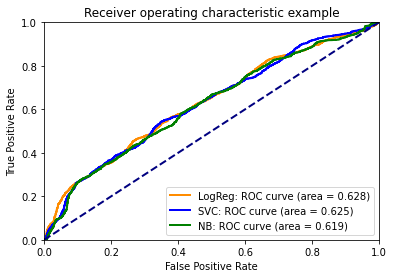 Receiver operating characteristic example
True Positive Rate
1.0
0.8
0.6
0.4
0.2
0.0
LogReg: ROC curve (area = 0.628)
SVC: ROC curve (area = 0.625)
NB: ROC curve (area = 0.619)
0.0 0.2 0.4 0.6 0.8 1.0
False Positive Rate